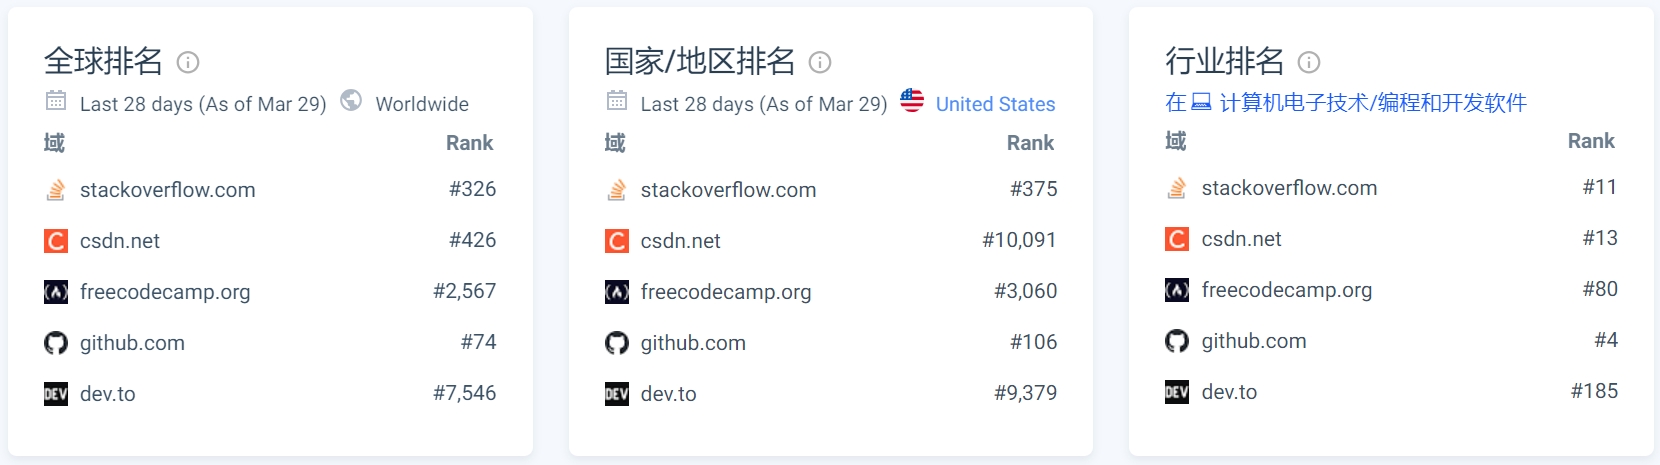 全球排名
Last 28 days (As of Mar 29) Worldwide
域 Rank
stackoverflow.com #326
csdn.net #426
freecodecamp.org #2,567
github.com #74
DEV dev.to #7,546
国家/地区排名
Last 28 days (As of Mar 29) United States
域 Rank
stackoverflow.com #375
csdn.net #10,091
freecodecamp.org #3,060
github.com #106
DEV dev.to #9,379
行业排名
在 计算机电子技术/编程和开发软件
域 Rank
stackoverflow.com #11
csdn.net #13
freecodecamp.org #80
github.com #4
DEV dev.to #185